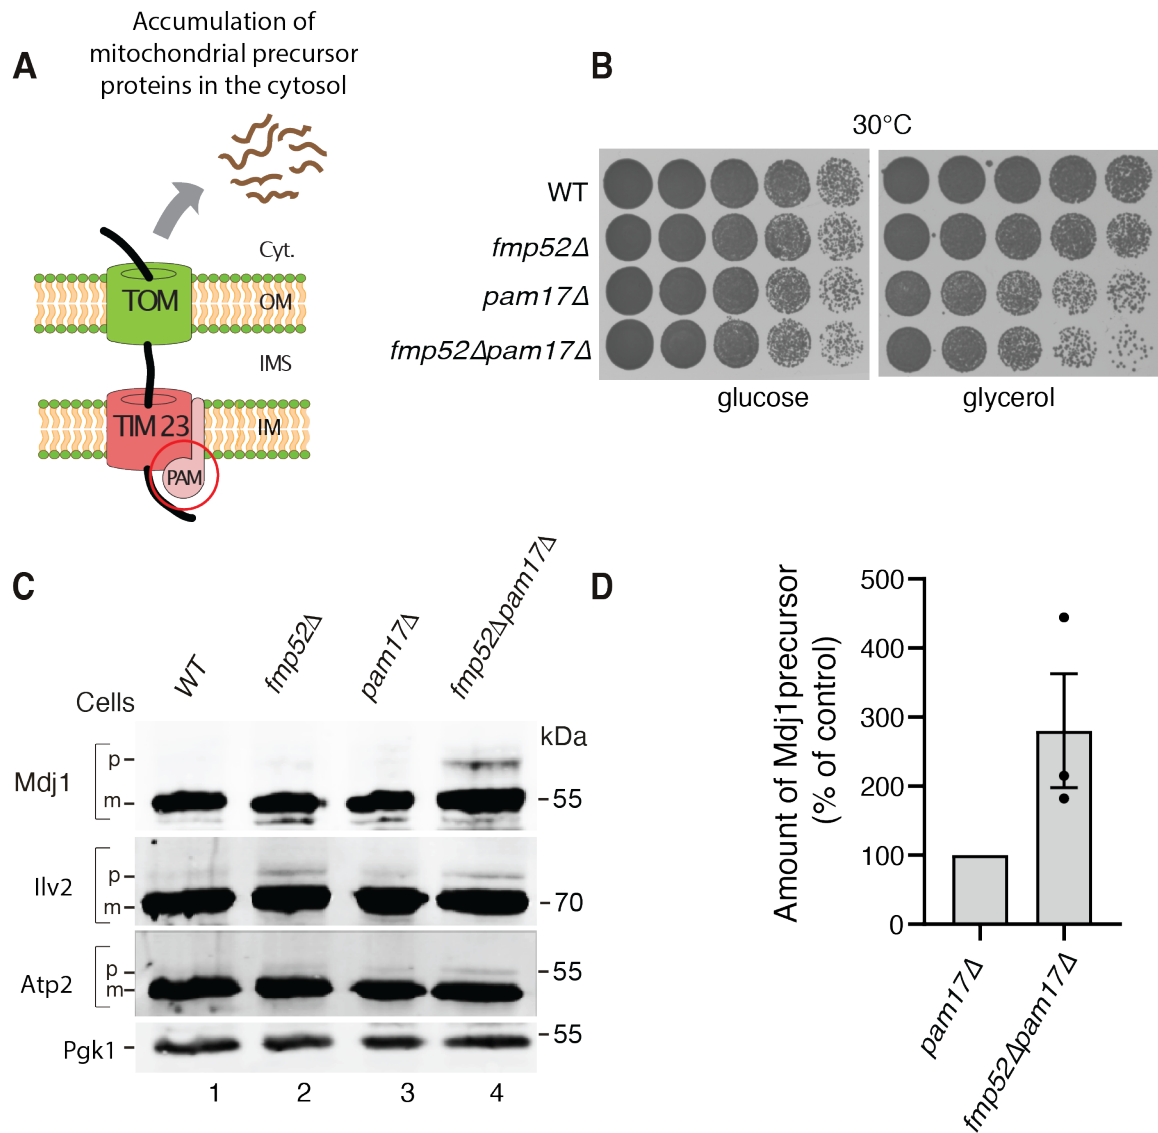 A
Accumulation of
mitochondrial precursor
proteins in the cytosol
Cyt.
TOM
OM
IMS
TIM23
IM
PAM
B
30°C
WT
fmp52Δ
pam17Δ
fmp52Δpam17Δ
glucose
glycerol
C
Cells
WT
fmp52Δ
pam17Δ
fmp52Δpam17Δ
kDa
Mdj1
p
m
55
Ilv2
p
m
70
Atp2
p
m
55
Pgk1
55
1 2 3 4
D
Amount of Mdj1precursor
(% of control)
500
400
300
200
100
0
pam17Δ
fmp52Δpam17Δ